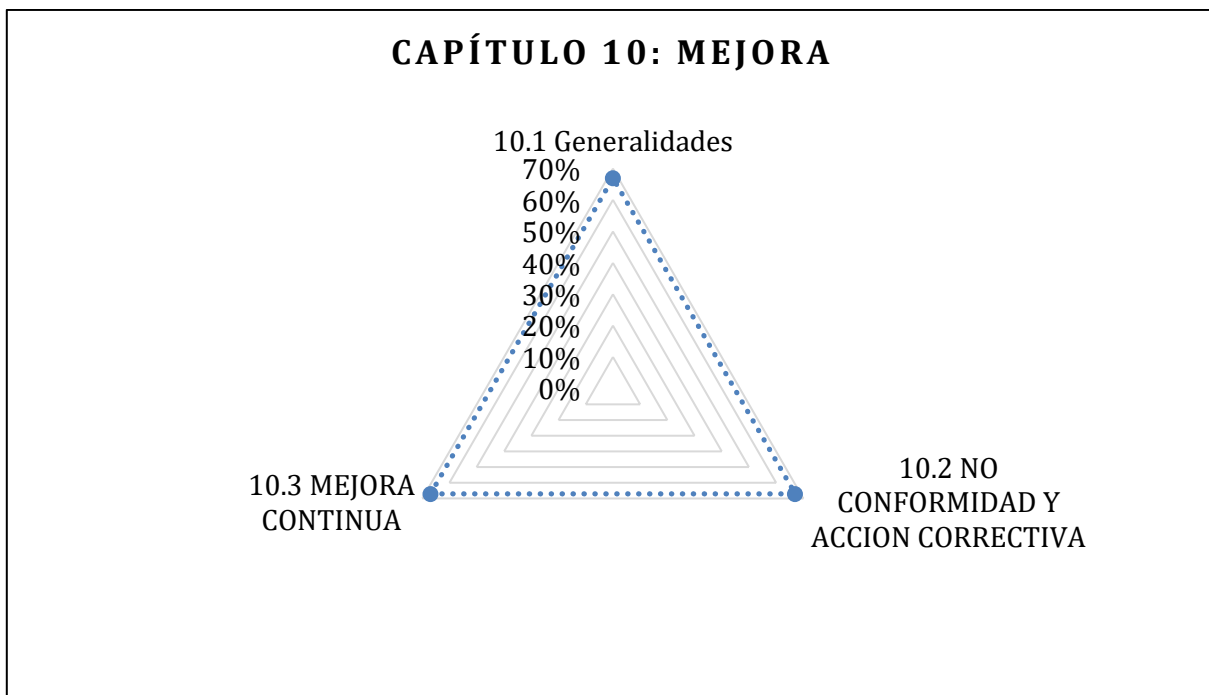 CAPÍTULO 10: MEJORA
10.1 Generalidades
70%
60%
50%
40%
30%
20%
10%
0%
10.2 NO
CONFORMIDAD Y
ACCION CORRECTIVA
10.3 MEJORA
CONTINUA